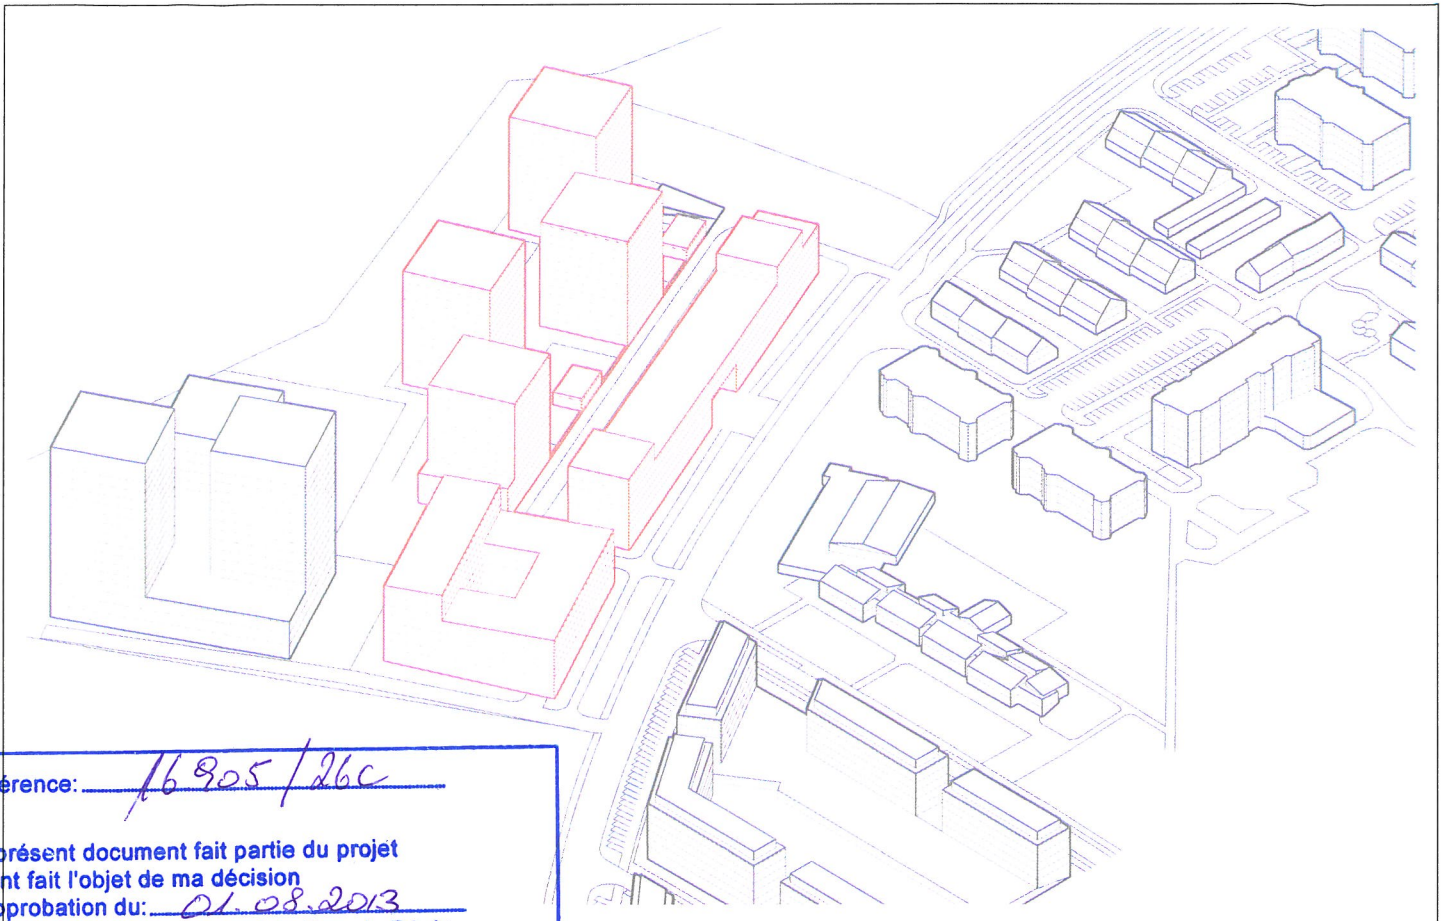 érence: 16905/26C
présent document fait partie du projet
nt fait l'objet de ma décision
pprobation du: 01.08.2013